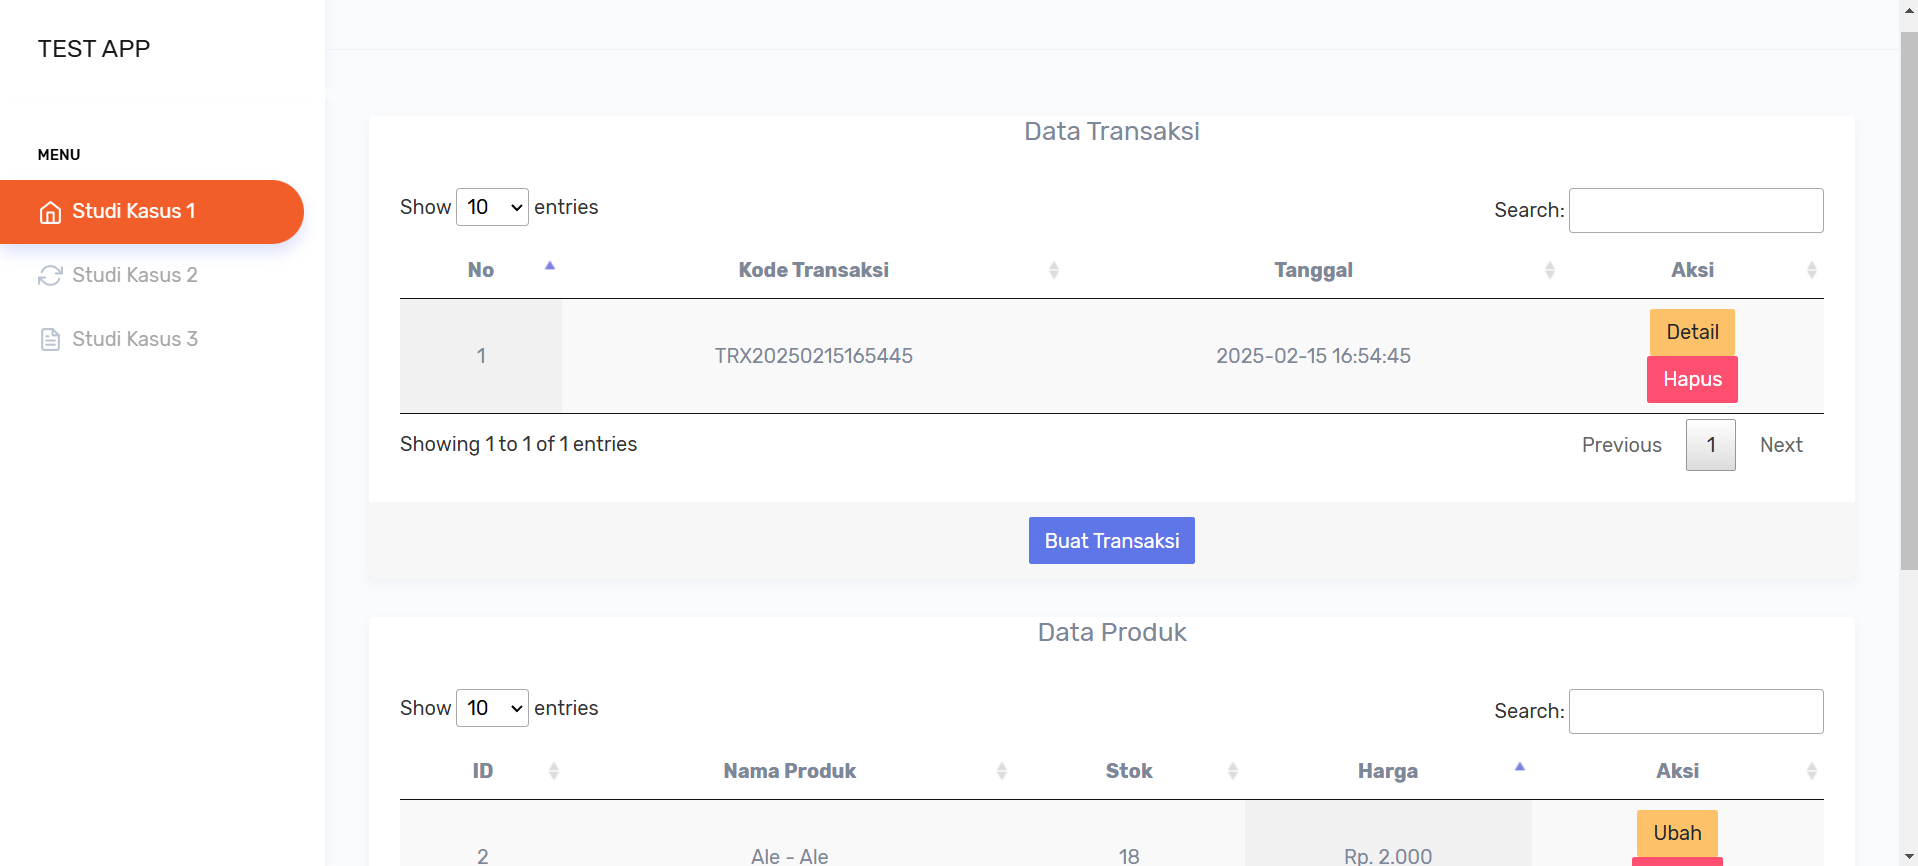 TEST APP
MENU
Studi Kasus 1
Studi Kasus 2
Studi Kasus 3
Data Transaksi
Show 10 entries
Search:
No Kode Transaksi Tanggal Aksi
1 TRX20250215165445 2025-02-15 16:54:45 Detail
Hapus
Showing 1 to 1 of 1 entries
Previous 1 Next
Buat Transaksi
Data Produk
Show 10 entries
Search:
ID Nama Produk Stok Harga Aksi
Ubah
2 Ale - Ale 18 Rp. 2.000